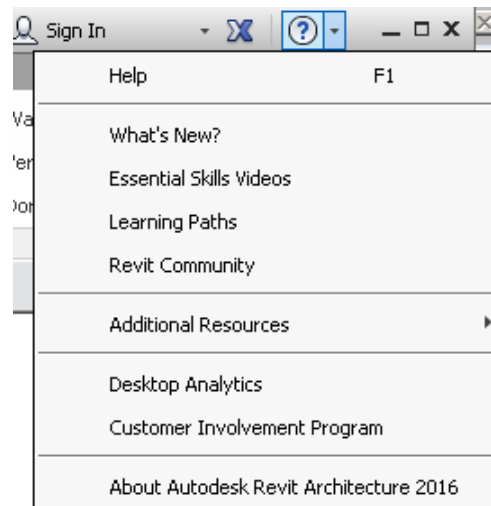 Sign In
Help F1
What's New?
Essential Skills Videos
Learning Paths
Revit Community
Additional Resources
Desktop Analytics
Customer Involvement Program
About Autodesk Revit Architecture 2016